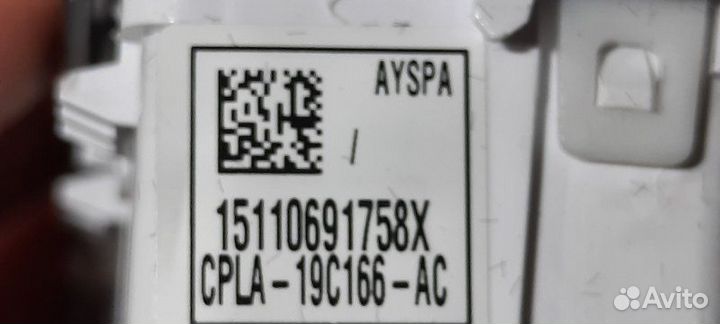 AYSPA
/
15110691758X
CPLA-19C166-AC
Avito